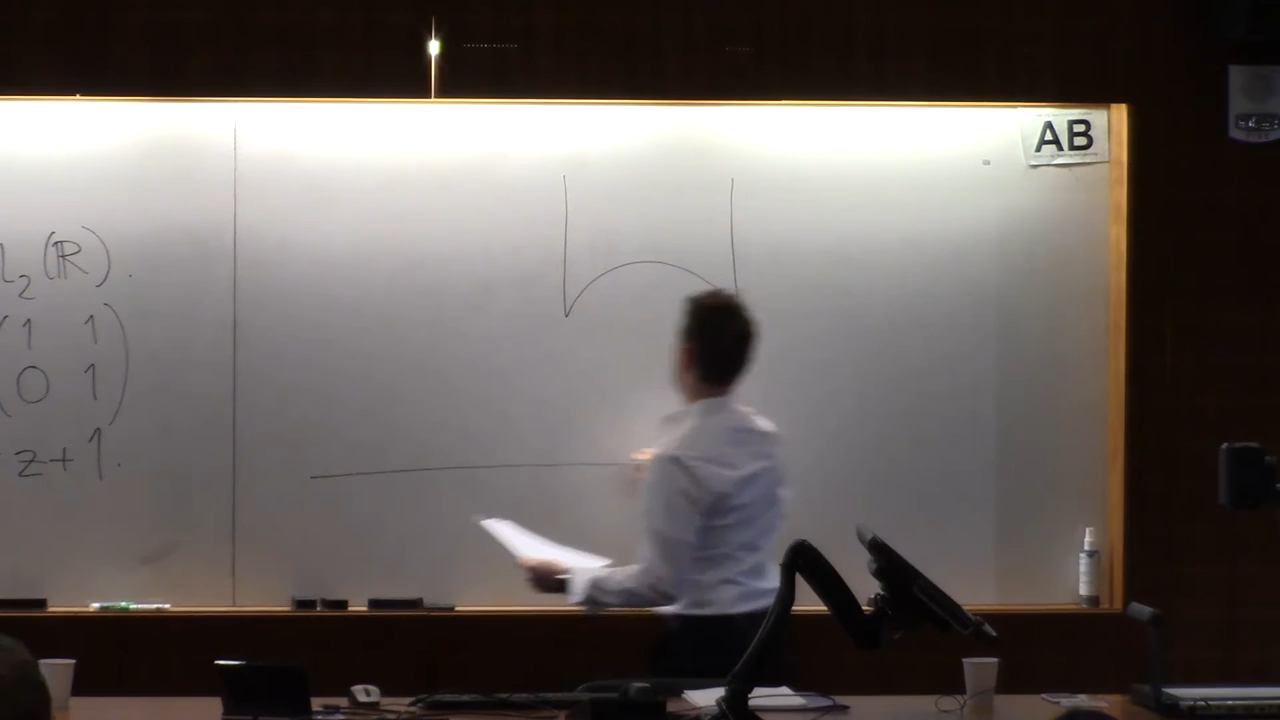 L₂(ℝ).
(1 1
0 1)
z+1.
AB